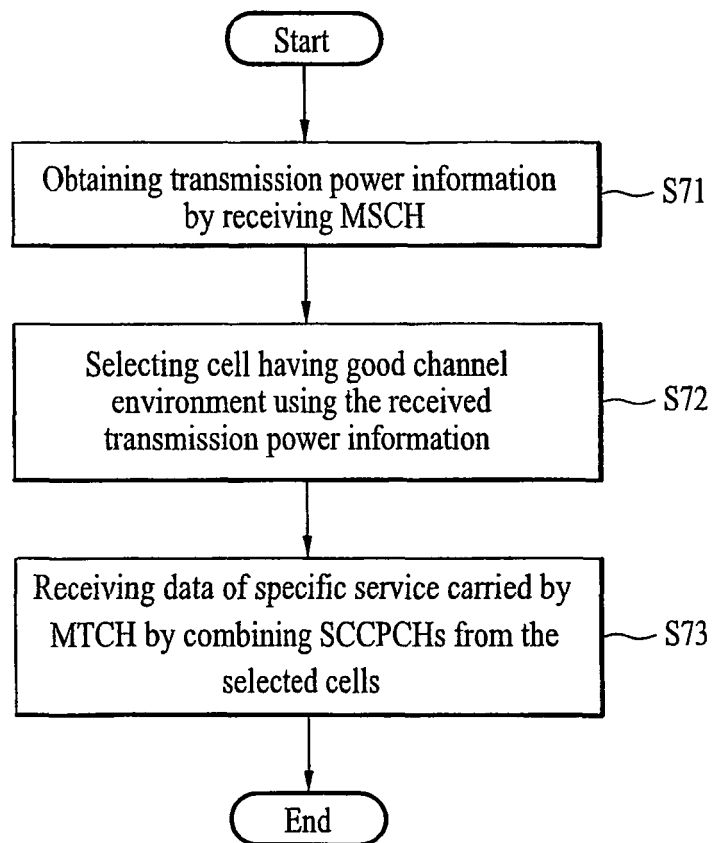 Start
Obtaining transmission power information
by receiving MSCH
S71
Selecting cell having good channel
environment using the received
transmission power information
S72
Receiving data of specific service carried by
MTCH by combining SCCPCHs from the
selected cells
S73
End